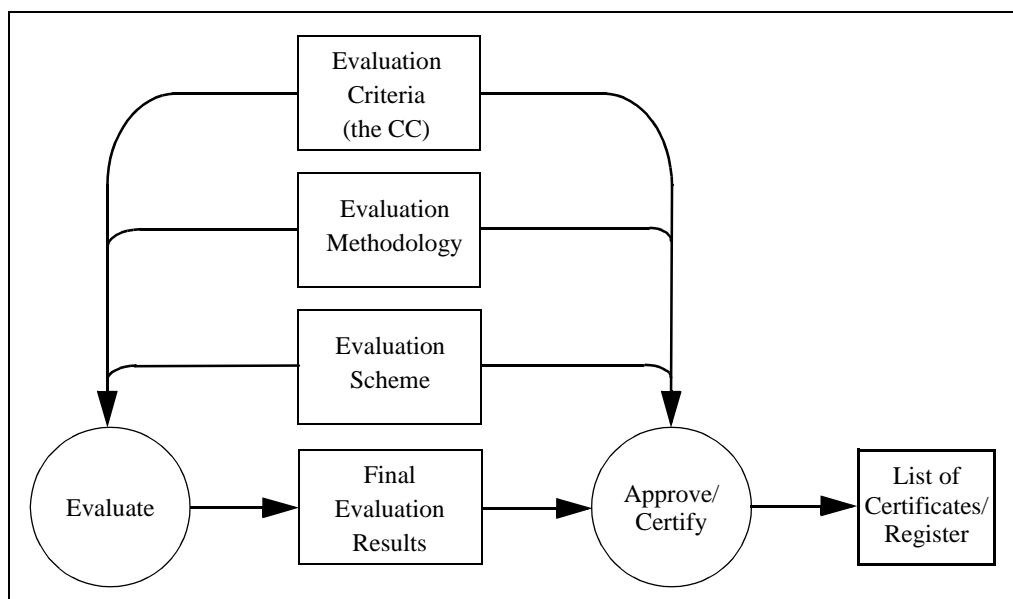 Evaluation
Criteria
(the CC)
Evaluation
Methodology
Evaluation
Scheme
Evaluate
Final
Evaluation
Results
Approve/
Certify
List of
Certificates/
Register